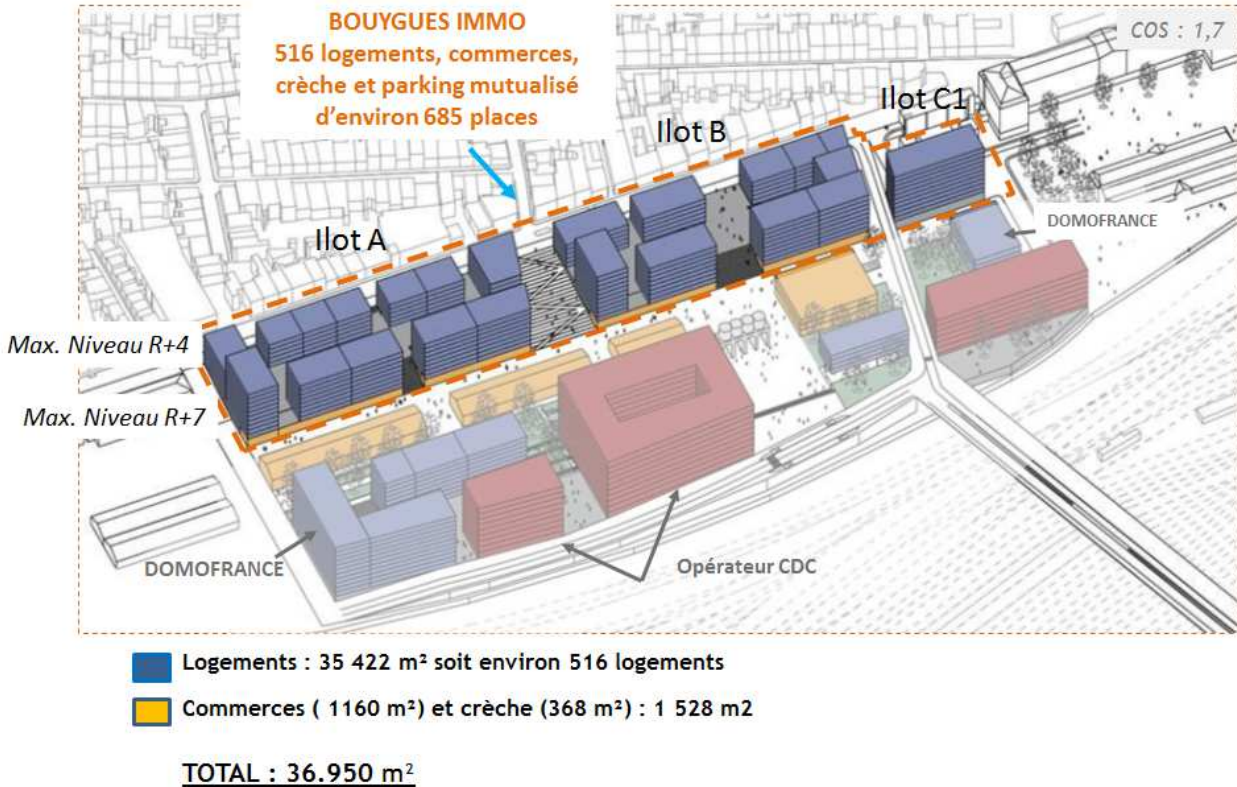 BOUYGUES IMMO
516 logements, commerces,
crèche et parking mutualisé
d'environ 685 places
COS : 1,7
Ilot C1
Ilot B
Ilot A
DOMOFRANCE
Max. Niveau R+4
Max. Niveau R+7
DOMOFRANCE
Opérateur CDC
Logements : 35 422 m² soit environ 516 logements
Commerces ( 1160 m²) et crèche (368 m²) : 1 528 m2
TOTAL : 36.950 m²